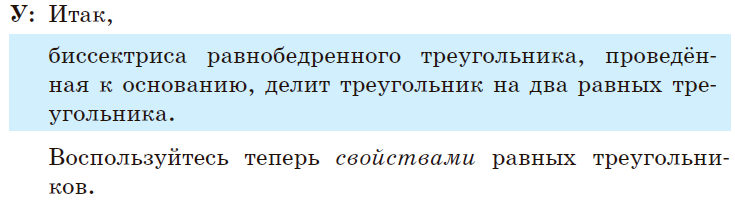 У: Итак,
биссектриса равнобедренного треугольника, проведён-
ная к основанию, делит треугольник на два равных тре-
угольника.
Воспользуйтесь теперь свойствами равных треугольни-
ков.